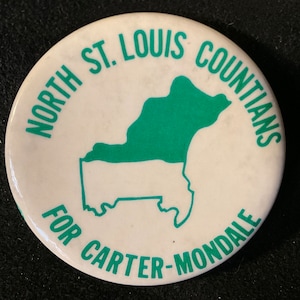 NORTH ST. LOUIS COUNTIANS
FOR CARTER-MONDALE